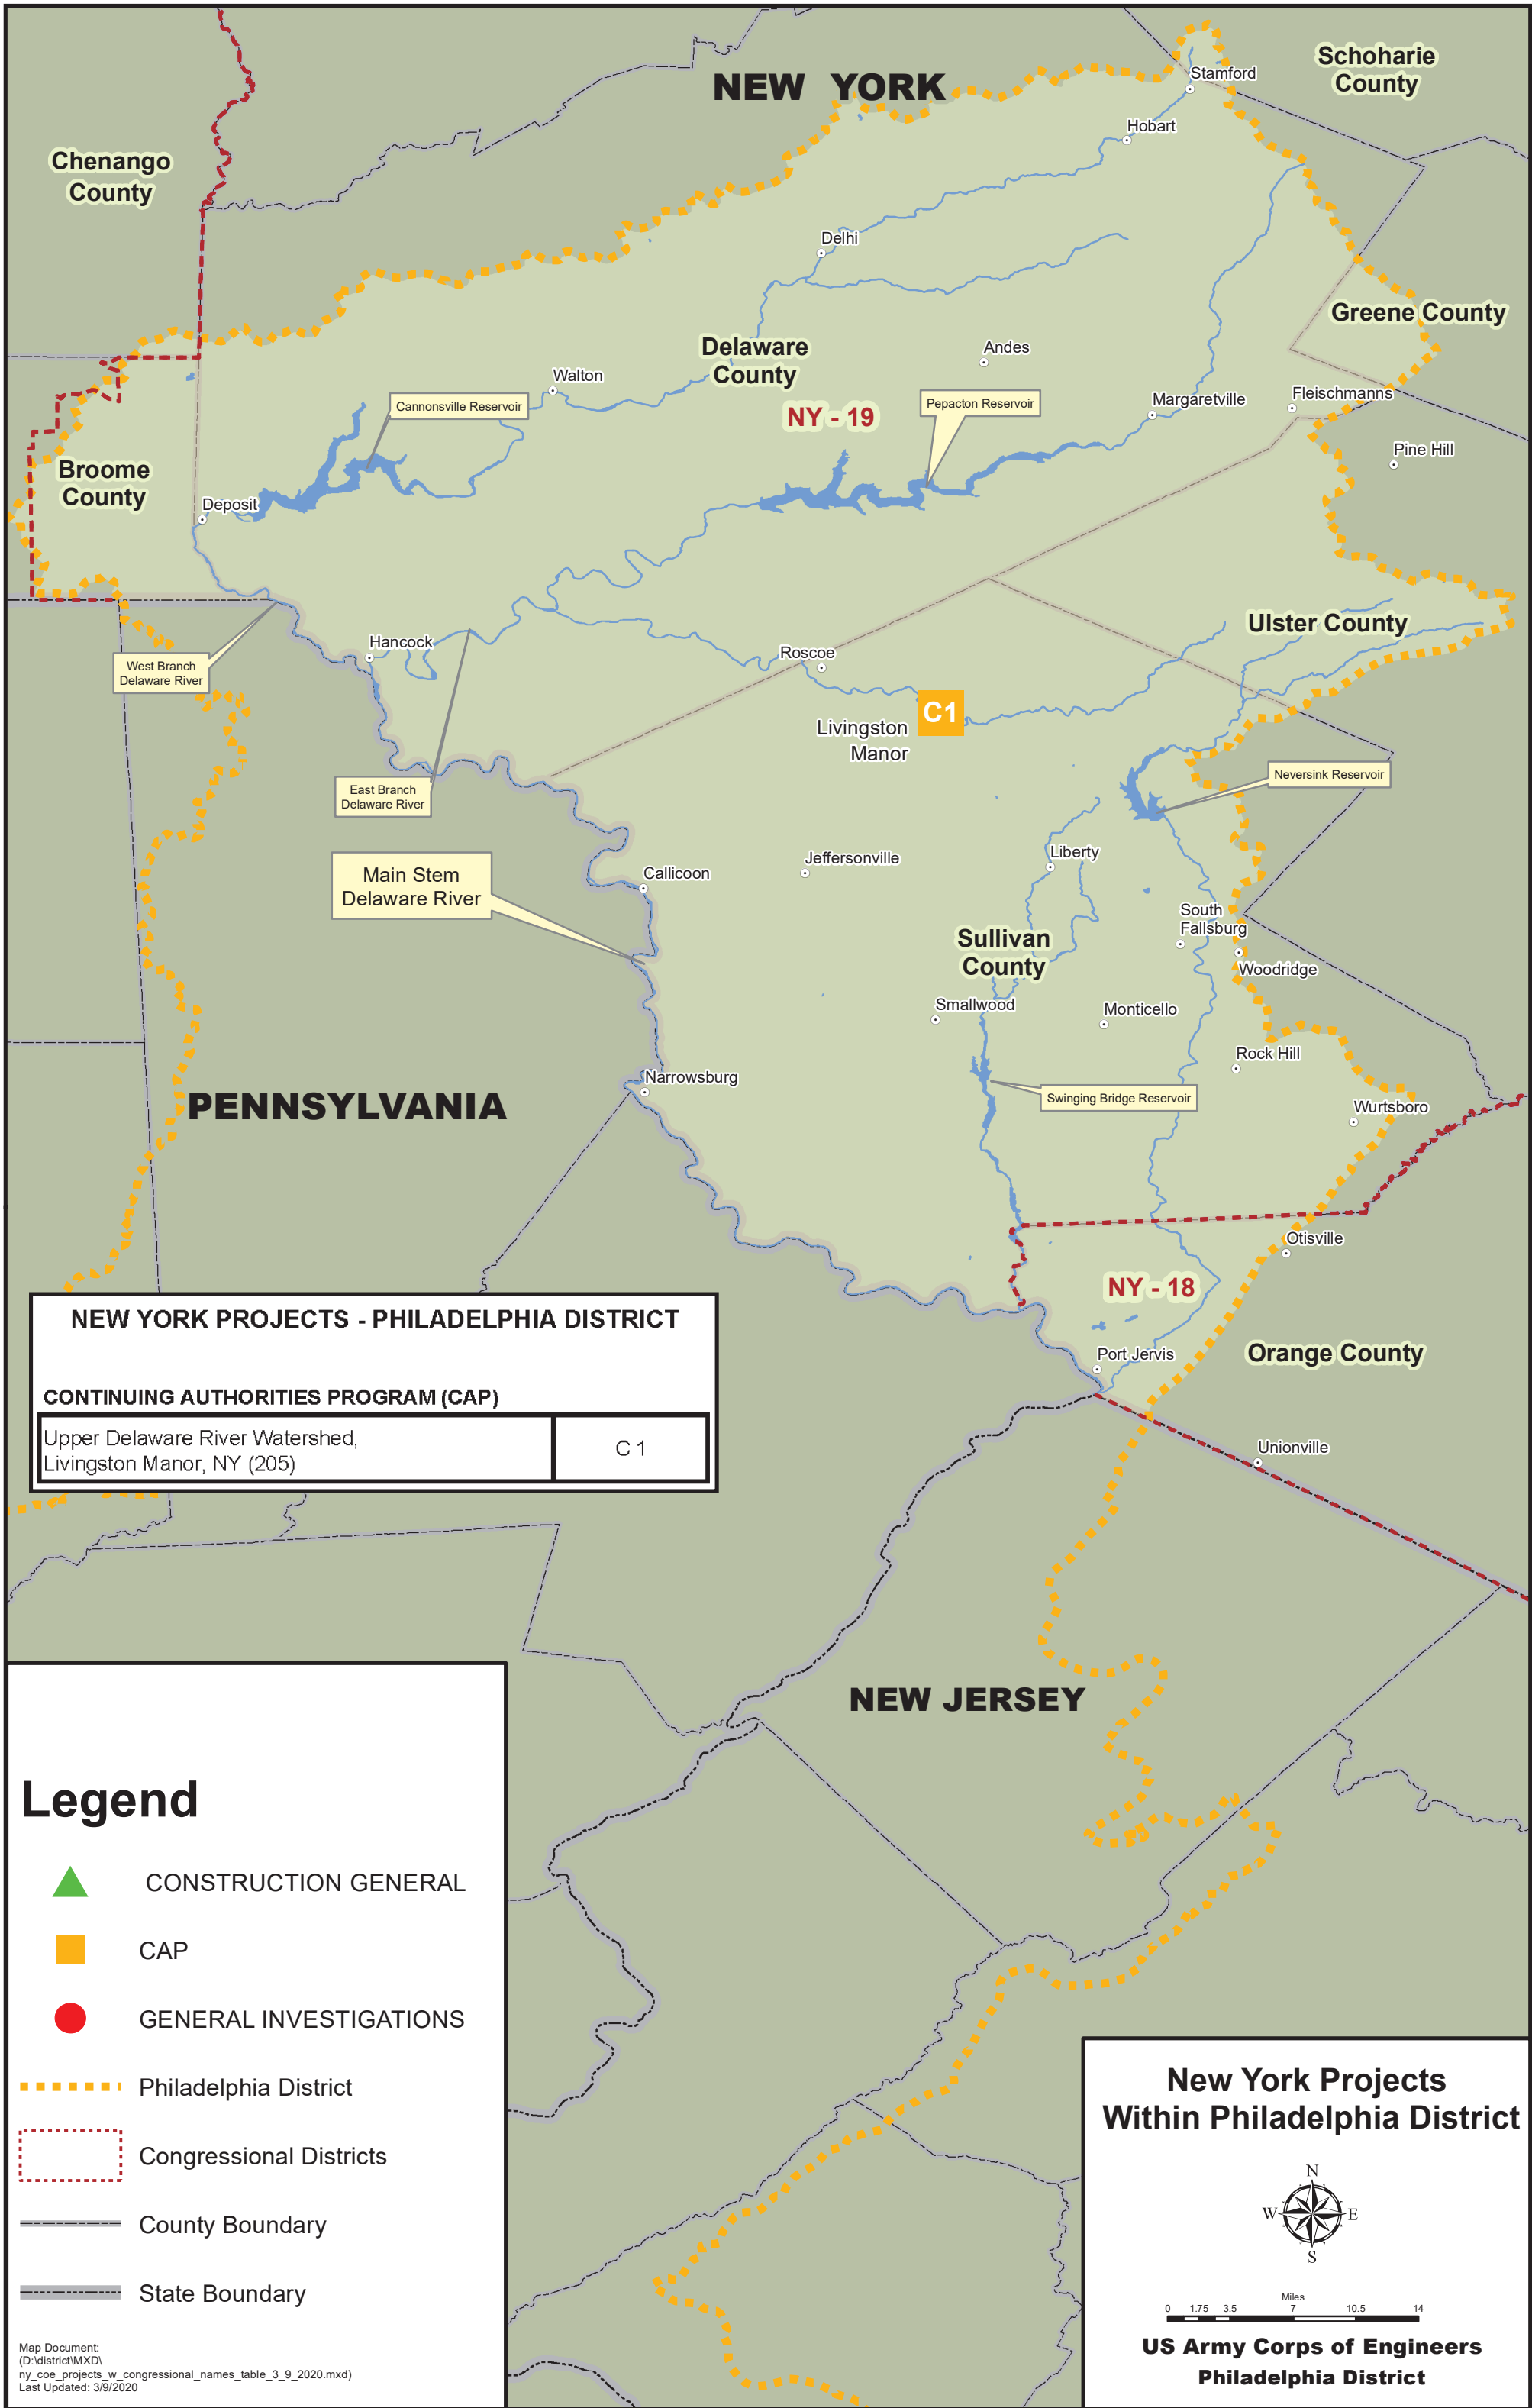 NEW YORK
Schoharie
County
Stamford
Hobart
Chenango
County
Delhi
Greene County
Delaware
County
Andes
Walton
Cannonsville Reservoir
NY - 19
Pepacton Reservoir
Margaretville
Fleischmanns
Pine Hill
Broome
County
Deposit
Ulster County
Hancock
West Branch
Delaware River
Roscoe
C1
Livingston
Manor
Neversink Reservoir
East Branch
Delaware River
Main Stem
Delaware River
Callicoon
Jeffersonville
Liberty
South
Fallsburg
Sullivan
County
Woodridge
Smallwood
Monticello
Rock Hill
Narrowsburg
Swinging Bridge Reservoir
PENNSYLVANIA
Wurtsboro
Otisville
NY - 18
Port Jervis
Orange County
Unionville
NEW YORK PROJECTS - PHILADELPHIA DISTRICT
CONTINUING AUTHORITIES PROGRAM (CAP)
Upper Delaware River Watershed,
Livingston Manor, NY (205)
C 1
NEW JERSEY
Legend
CONSTRUCTION GENERAL
CAP
GENERAL INVESTIGATIONS
Philadelphia District
Congressional Districts
County Boundary
State Boundary
Map Document:
(D:\district\MXD\
ny_coe_projects_w_congressional_names_table_3_9_2020.mxd)
Last Updated: 3/9/2020
New York Projects
Within Philadelphia District
N
W E
S
Miles
0 1.75 3.5 7 10.5 14
US Army Corps of Engineers
Philadelphia District